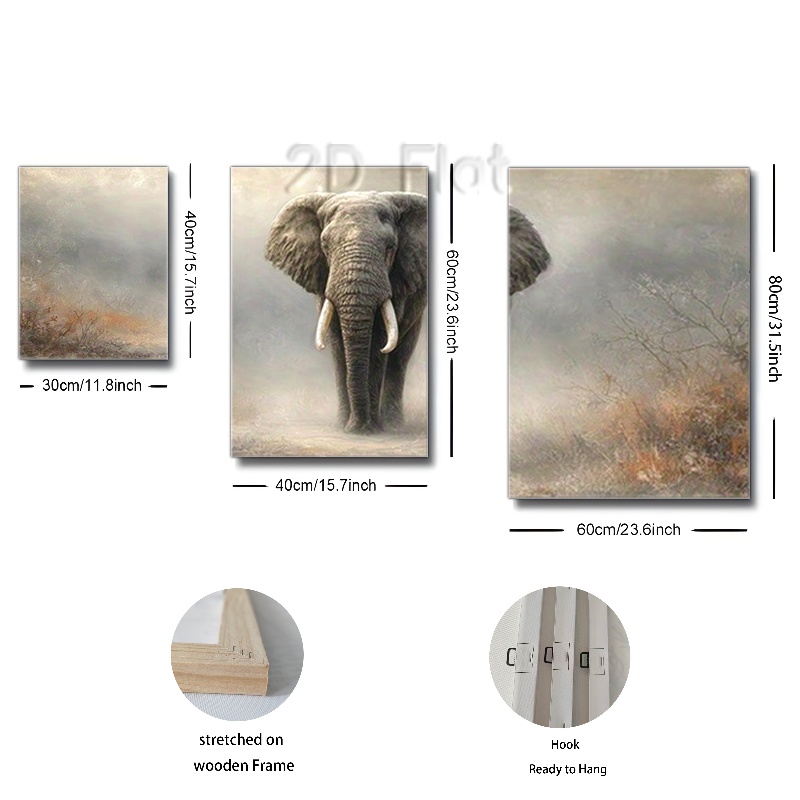 2D Flat
40cm/15.7inch
30cm/11.8inch
60cm/23.6inch
40cm/15.7inch
80cm/31.5inch
60cm/23.6inch
stretched on
wooden Frame
Hook
Ready to Hang